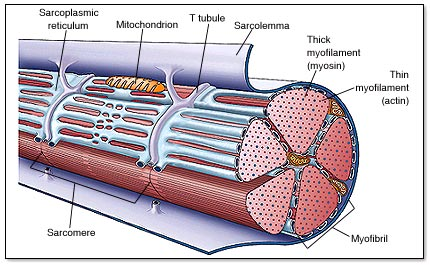 Sarcoplasmic
reticulum
Mitochondrion
T tubule
Sarcolemma
Thick
myofilament
(myosin)
Thin
myofilament
(actin)
Sarcomere
Myofibril